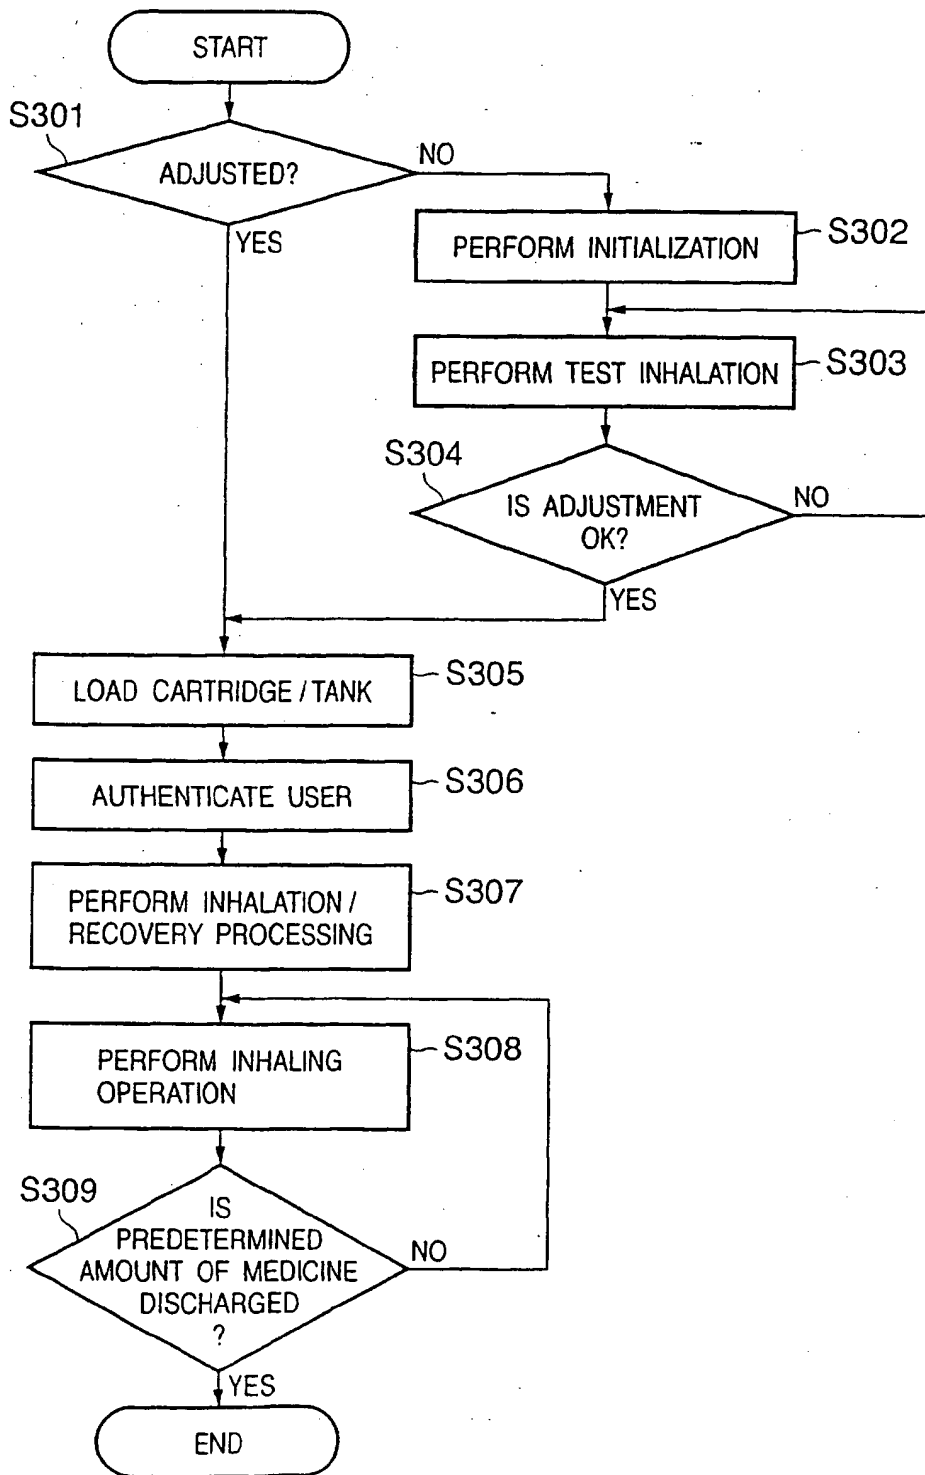 START
S301
ADJUSTED?
NO
YES
PERFORM INITIALIZATION
S302
PERFORM TEST INHALATION
S303
S304
IS ADJUSTMENT
OK?
NO
YES
LOAD CARTRIDGE / TANK
S305
AUTHENTICATE USER
S306
PERFORM INHALATION /
RECOVERY PROCESSING
S307
PERFORM INHALING
OPERATION
S308
S309
IS
PREDETERMINED
AMOUNT OF MEDICINE
DISCHARGED
?
NO
YES
END